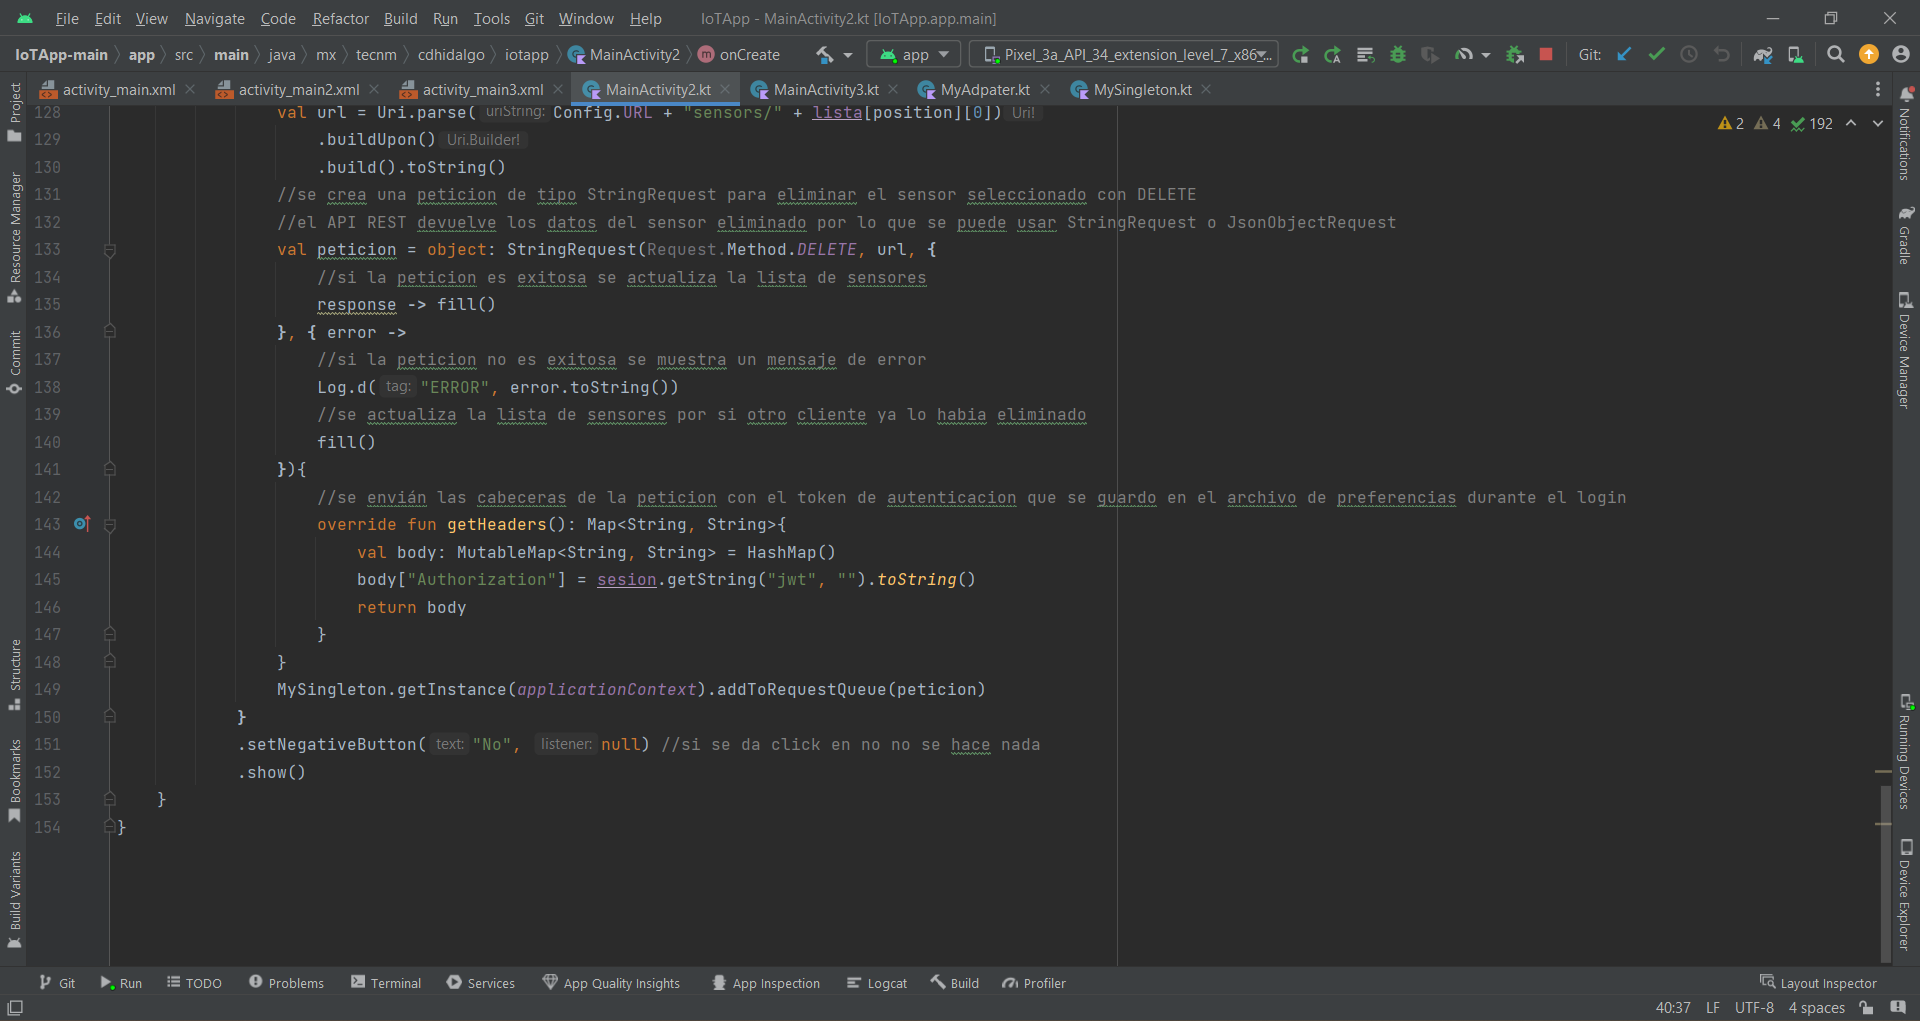 File Edit View Navigate Code Refactor Build Run Tools Git Window Help IoTApp - MainActivity2.kt [IoTApp.app.main]
IoTApp-main app src main java mx tecnm cdhidalgo iotapp MainActivity2 onCreate app Pixel_3a_API_34_extension_level_7_x86... Git:
activity_main.xml activity_main2.xml activity_main3.xml MainActivity2.kt MainActivity3.kt MyAdpater.kt MySingleton.kt
2 4 192
128 val url = Uri.parse( uriString: Config.URL + "sensors/" + lista[position][0]) Uri!
129 .buildUpon() Uri.Builder!
130 .build().toString()
131 //se crea una peticion de tipo StringRequest para eliminar el sensor seleccionado con DELETE
132 //el API REST devuelve los datos del sensor eliminado por lo que se puede usar StringRequest o JsonObjectRequest
133 val peticion = object: StringRequest(Request.Method.DELETE, url, {
134 //si la peticion es exitosa se actualiza la lista de sensores
135 response -> fill()
136 }, { error ->
137 //si la peticion no es exitosa se muestra un mensaje de error
138 Log.d( tag: "ERROR", error.toString())
139 //se actualiza la lista de sensores por si otro cliente ya lo habia eliminado
140 fill()
141 }){
142 //se envián las cabeceras de la peticion con el token de autenticacion que se guardo en el archivo de preferencias durante el login
143 override fun getHeaders(): Map<String, String>{
144 val body: MutableMap<String, String> = HashMap()
145 body["Authorization"] = sesion.getString("jwt", "").toString()
146 return body
147 }
148 }
149 MySingleton.getInstance(applicationContext).addToRequestQueue(peticion)
150 }
151 .setNegativeButton( text: "No", listener: null) //si se da click en no no se hace nada
152 .show()
153 }
154 }
Project
Resource Manager
Commit
Structure
Bookmarks
Build Variants
Notifications
Gradle
Device Manager
Running Devices
Device Explorer
Git Run TODO Problems Terminal Services App Quality Insights App Inspection Logcat Build Profiler Layout Inspector
40:37 LF UTF-8 4 spaces